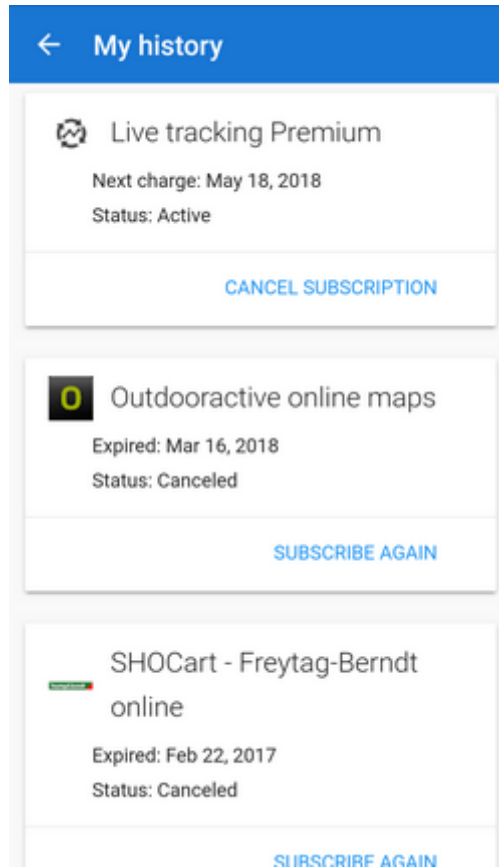 My history
Live tracking Premium
Next charge: May 18, 2018
Status: Active
CANCEL SUBSCRIPTION
O
Outdooractive online maps
Expired: Mar 16, 2018
Status: Canceled
SUBSCRIBE AGAIN
SHOCart - Freytag-Berndt
online
Expired: Feb 22, 2017
Status: Canceled
SUBSCRIBE AGAIN